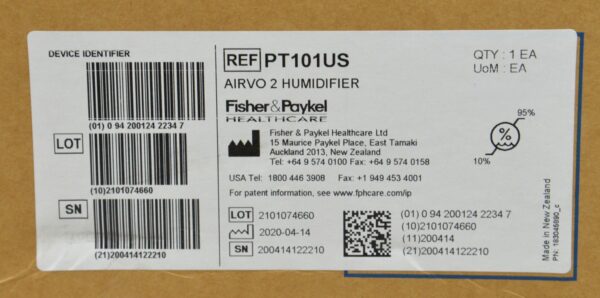 DEVICE IDENTIFIER
(01) 0 94 200124 2234 7
LOT
(10)2101074660
SN
(21)200414122210
REF PT101US
AIRVO 2 HUMIDIFIER
Fisher&Paykel
HEALTHCARE
Fisher & Paykel Healthcare Ltd
15 Maurice Paykel Place, East Tamaki
Auckland 2013, New Zealand
Tel: +64 9 574 0100 Fax: +64 9 574 0158
USA Tel: 1800 446 3908 Fax: +1 949 453 4001
For patent information, see www.fphcare.com/ip
LOT 2101074660
2020-04-14
SN 200414122210
(01) 0 94 200124 2234 7
(10)2101074660
(11)200414
(21)200414122210
QTY : 1 EA
UoM : EA
95%
%
10%
Made in New Zealand
PN: 183045890_c